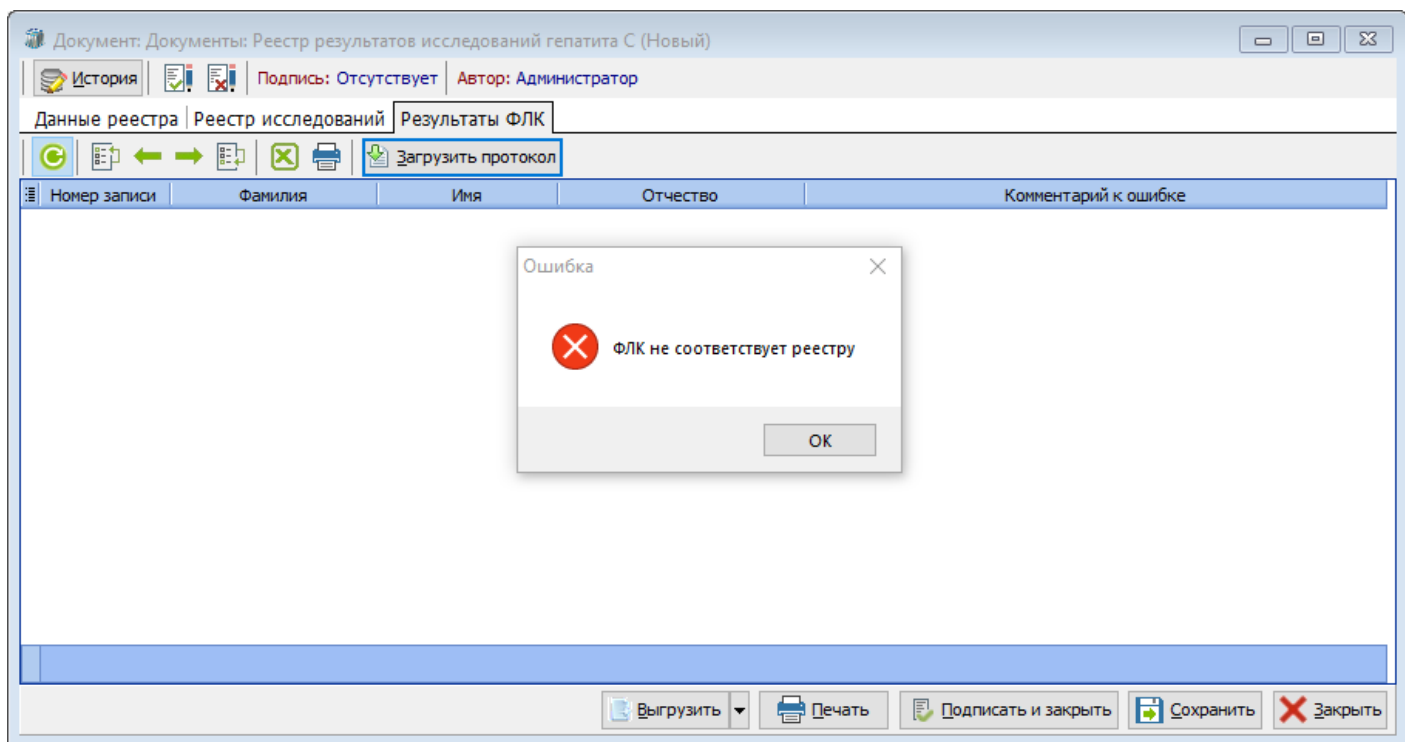 Документ: Документы: Реестр результатов исследований гепатита С (Новый)
История Подпись: Отсутствует Автор: Администратор
Данные реестра Реестр исследований Результаты ФЛК
Загрузить протокол
Номер записи Фамилия Имя Отчество Комментарий к ошибке
Ошибка
ФЛК не соответствует реестру
ОК
Выгрузить Печать Подписать и закрыть Сохранить Закрыть